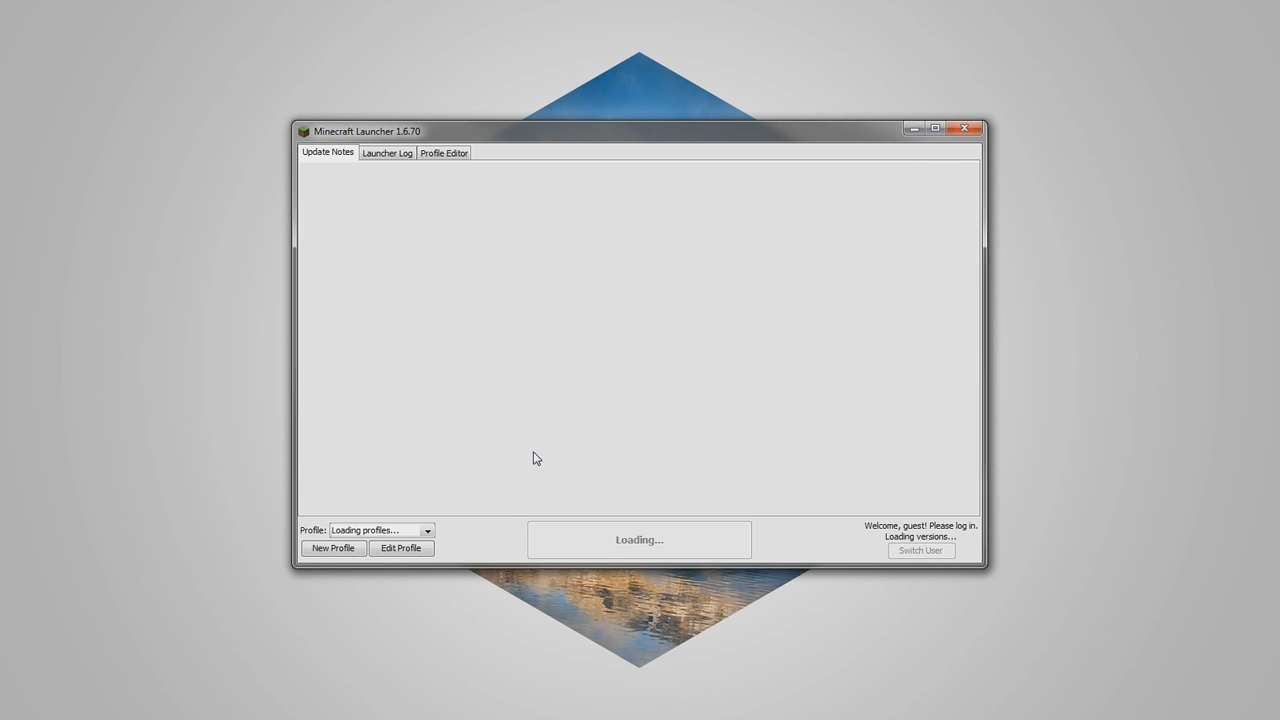 Minecraft Launcher 1.6.70
Update Notes Launcher Log Profile Editor
Profile: Loading profiles...
New Profile Edit Profile
Loading...
Welcome, guest! Please log in.
Loading versions...
Switch User